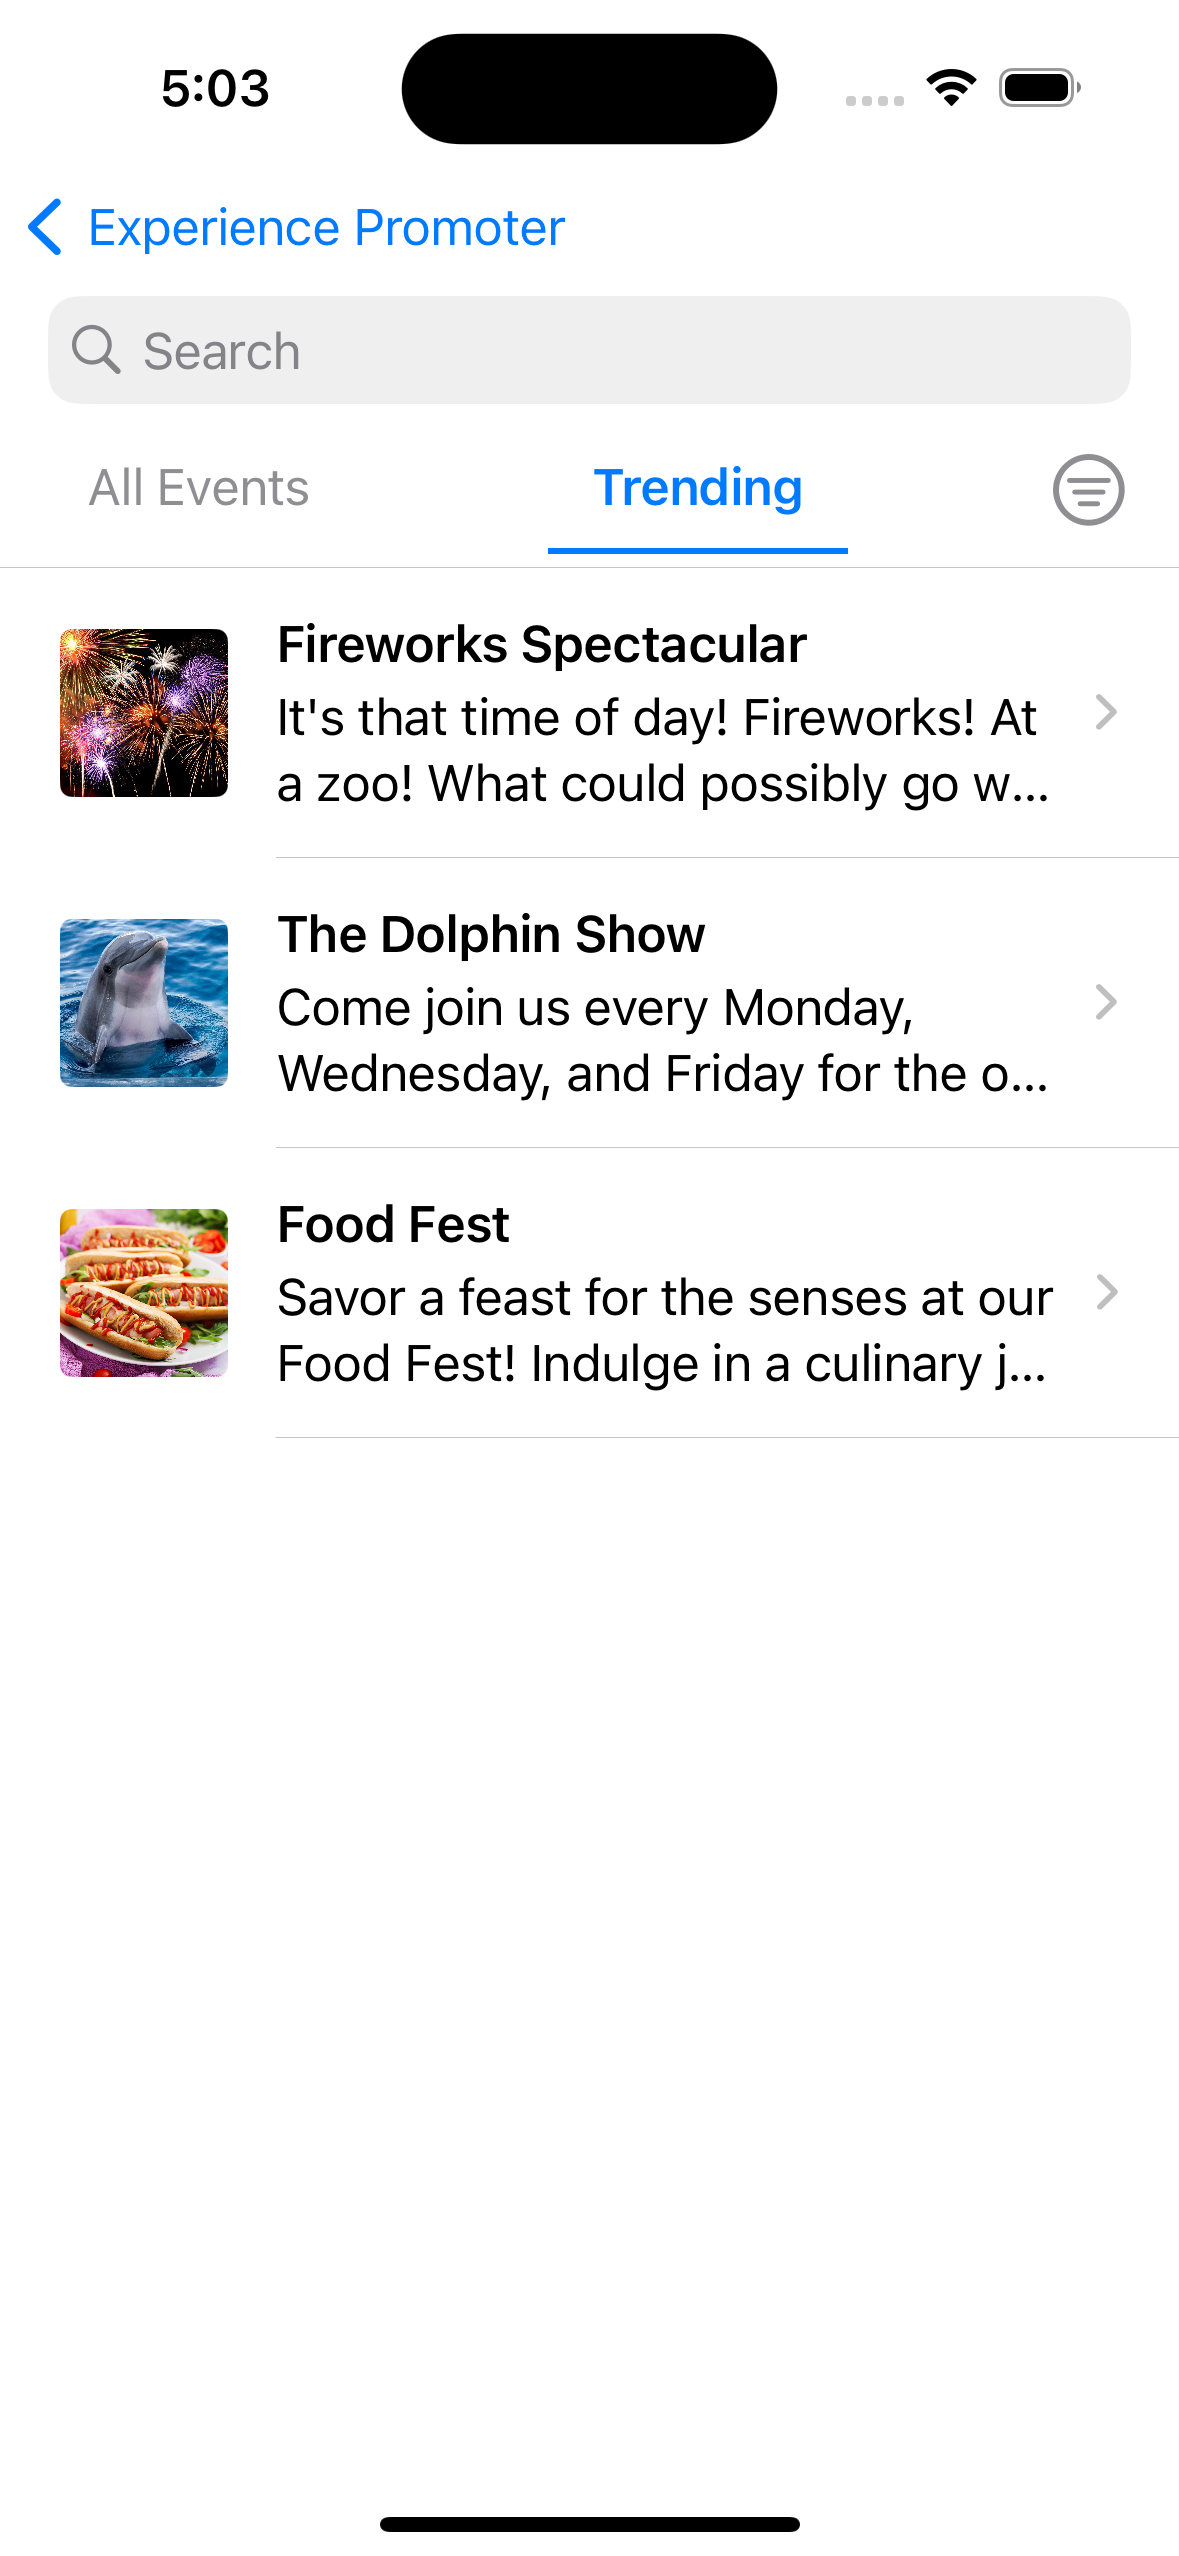 5:03
Experience Promoter
Search
All Events
Trending
Fireworks Spectacular
It's that time of day! Fireworks! At
a zoo! What could possibly go w...
The Dolphin Show
Come join us every Monday,
Wednesday, and Friday for the o...
Food Fest
Savor a feast for the senses at our
Food Fest! Indulge in a culinary j...